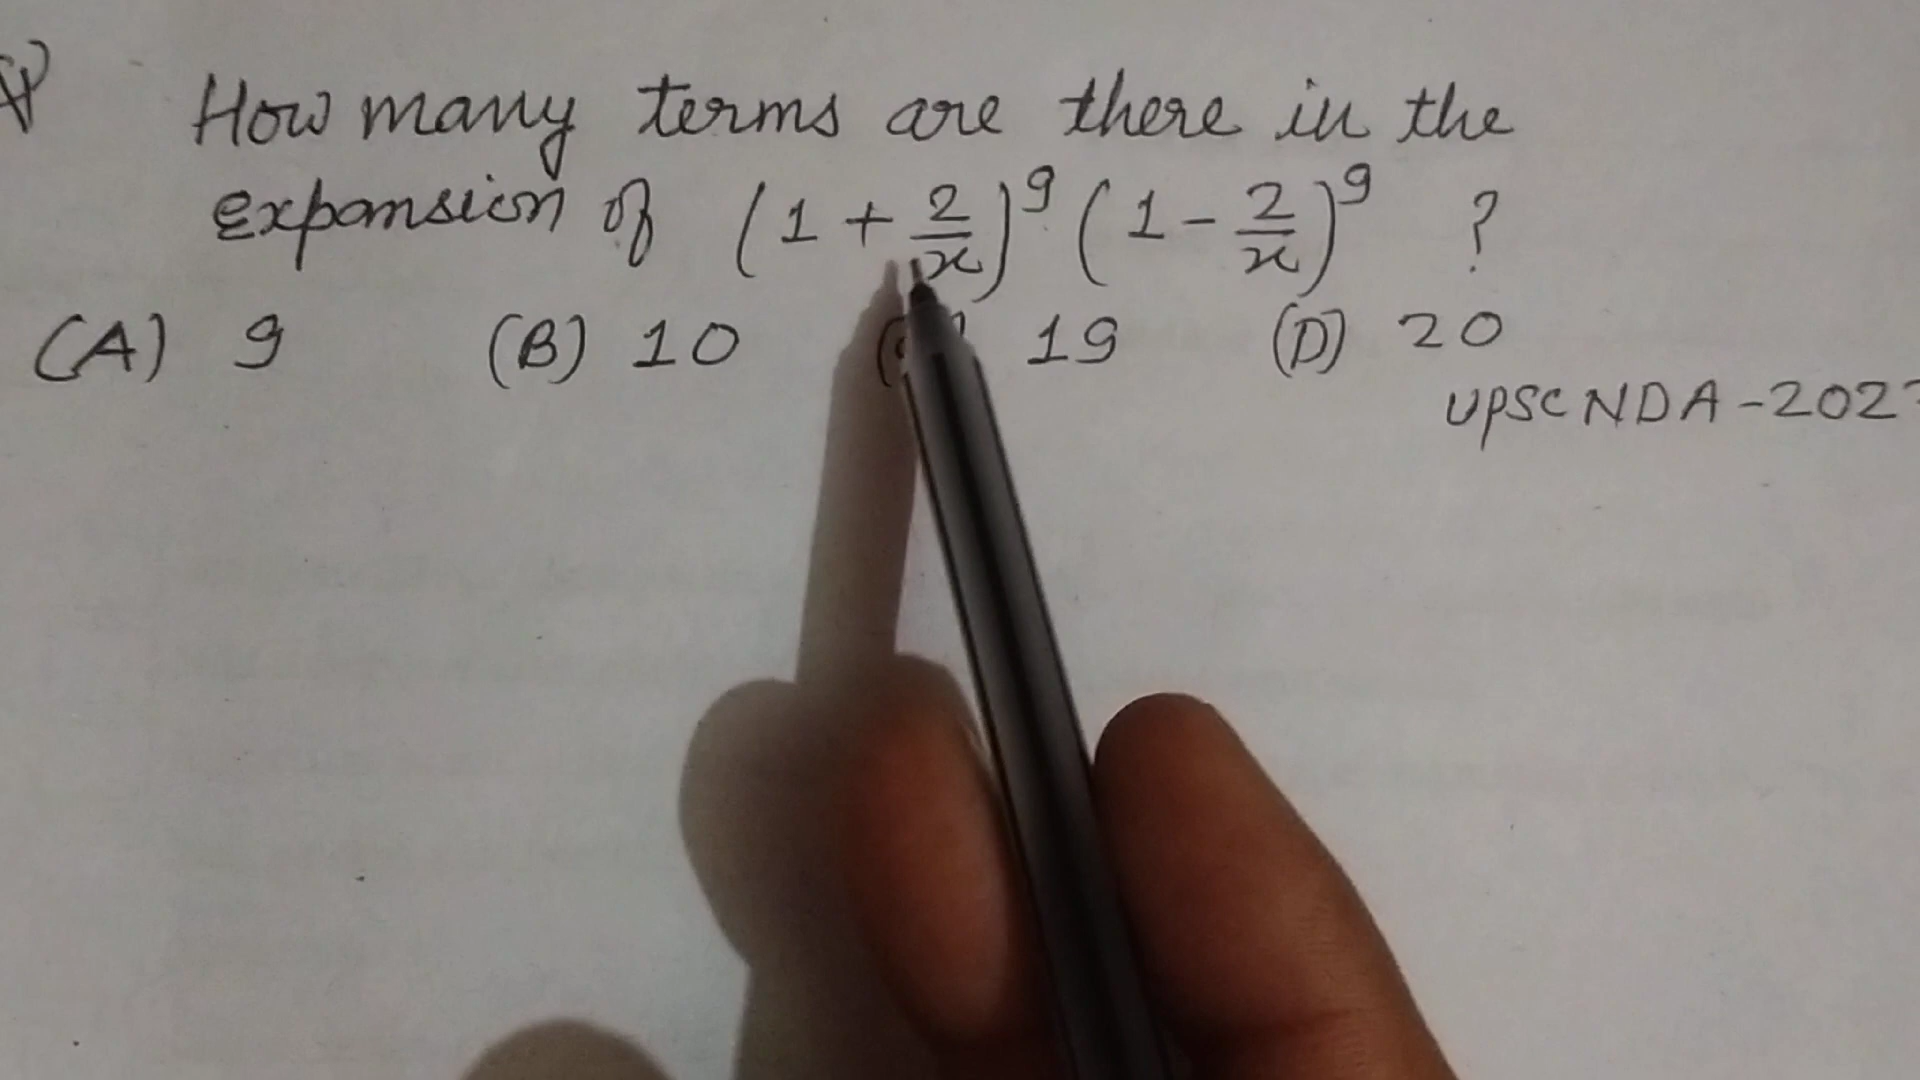 How many terms are there in the
expansion of (1 + 2/x)^9 (1 - 2/x)^9 ?
(A) 9 (B) 10 19 (D) 20
UPSC NDA-202